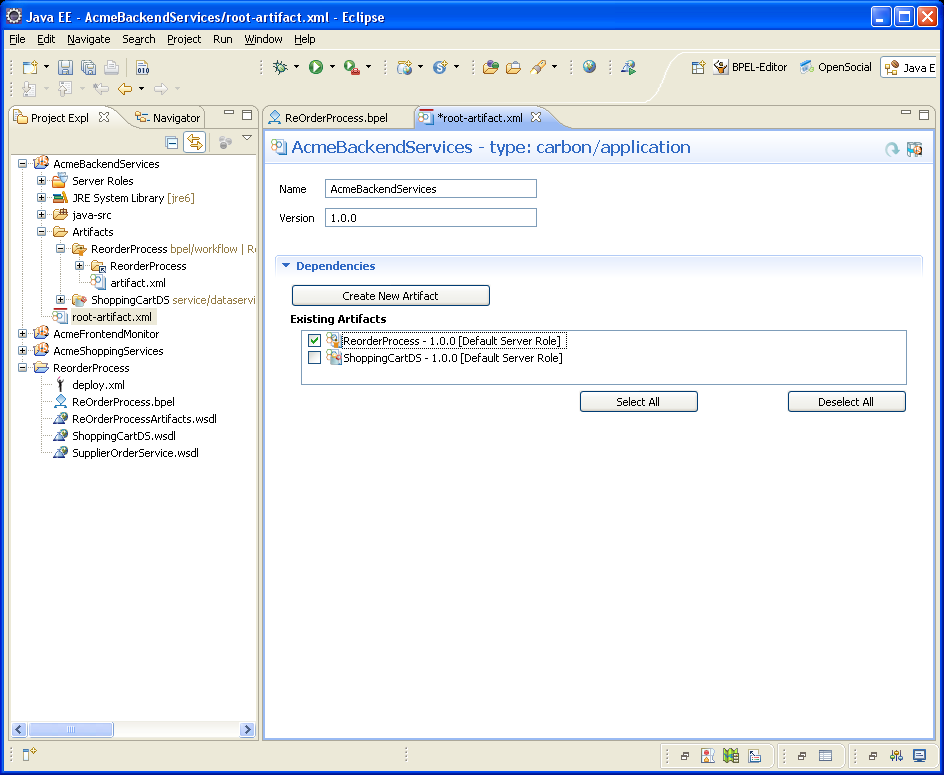 Java EE - AcmeBackendServices/root-artifact.xml - Eclipse
File Edit Navigate Search Project Run Window Help
010
S
BPEL-Editor OpenSocial Java E
Project Expl Navigator
ReOrderProcess.bpel *root-artifact.xml
AcmeBackendServices
Server Roles
JRE System Library [jre6]
java-src
Artifacts
ReorderProcess bpel/workflow | Re
ReorderProcess
artifact.xml
ShoppingCartDS service/dataservi
root-artifact.xml
AcmeFrontendMonitor
AcmeShoppingServices
ReorderProcess
deploy.xml
ReOrderProcess.bpel
ReOrderProcessArtifacts.wsdl
ShoppingCartDS.wsdl
SupplierOrderService.wsdl
AcmeBackendServices - type: carbon/application
Name AcmeBackendServices
Version 1.0.0
Dependencies
Create New Artifact
Existing Artifacts
ReorderProcess - 1.0.0 [Default Server Role]
ShoppingCartDS - 1.0.0 [Default Server Role]
Select All Deselect All